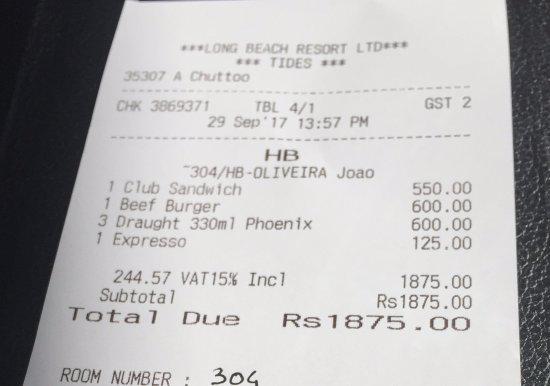 ***LONG BEACH RESORT LTD***
*** TIDES ***
35307 A Chuttoo
CHK 3869371 TBL 4/1 GST 2
29 Sep'17 13:57 PM
HB
~304/HB-OLIVEIRA Joao
1 Club Sandwich 550.00
1 Beef Burger 600.00
3 Draught 330ml Phoenix 600.00
1 Expresso 125.00
244.57 VAT15% Incl 1875.00
Subtotal Rs1875.00
Total Due Rs1875.00
ROOM NUMBER : 304